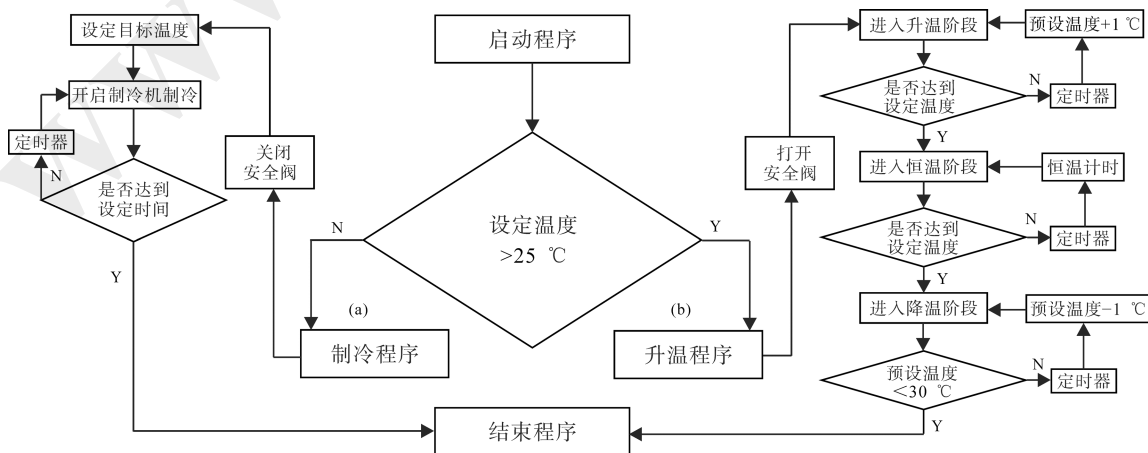 启动程序
设定温度
>25 ℃
N
Y
(a)
(b)
制冷程序
升温程序
关闭
安全阀
设定目标温度
开启制冷机制冷
定时器
N
是否达到
设定时间
Y
打开
安全阀
进入升温阶段
预设温度+1 ℃
是否达到
设定温度
N
定时器
Y
进入恒温阶段
恒温计时
是否达到
设定温度
N
定时器
Y
进入降温阶段
预设温度−1 ℃
预设温度
<30 ℃
N
定时器
Y
结束程序